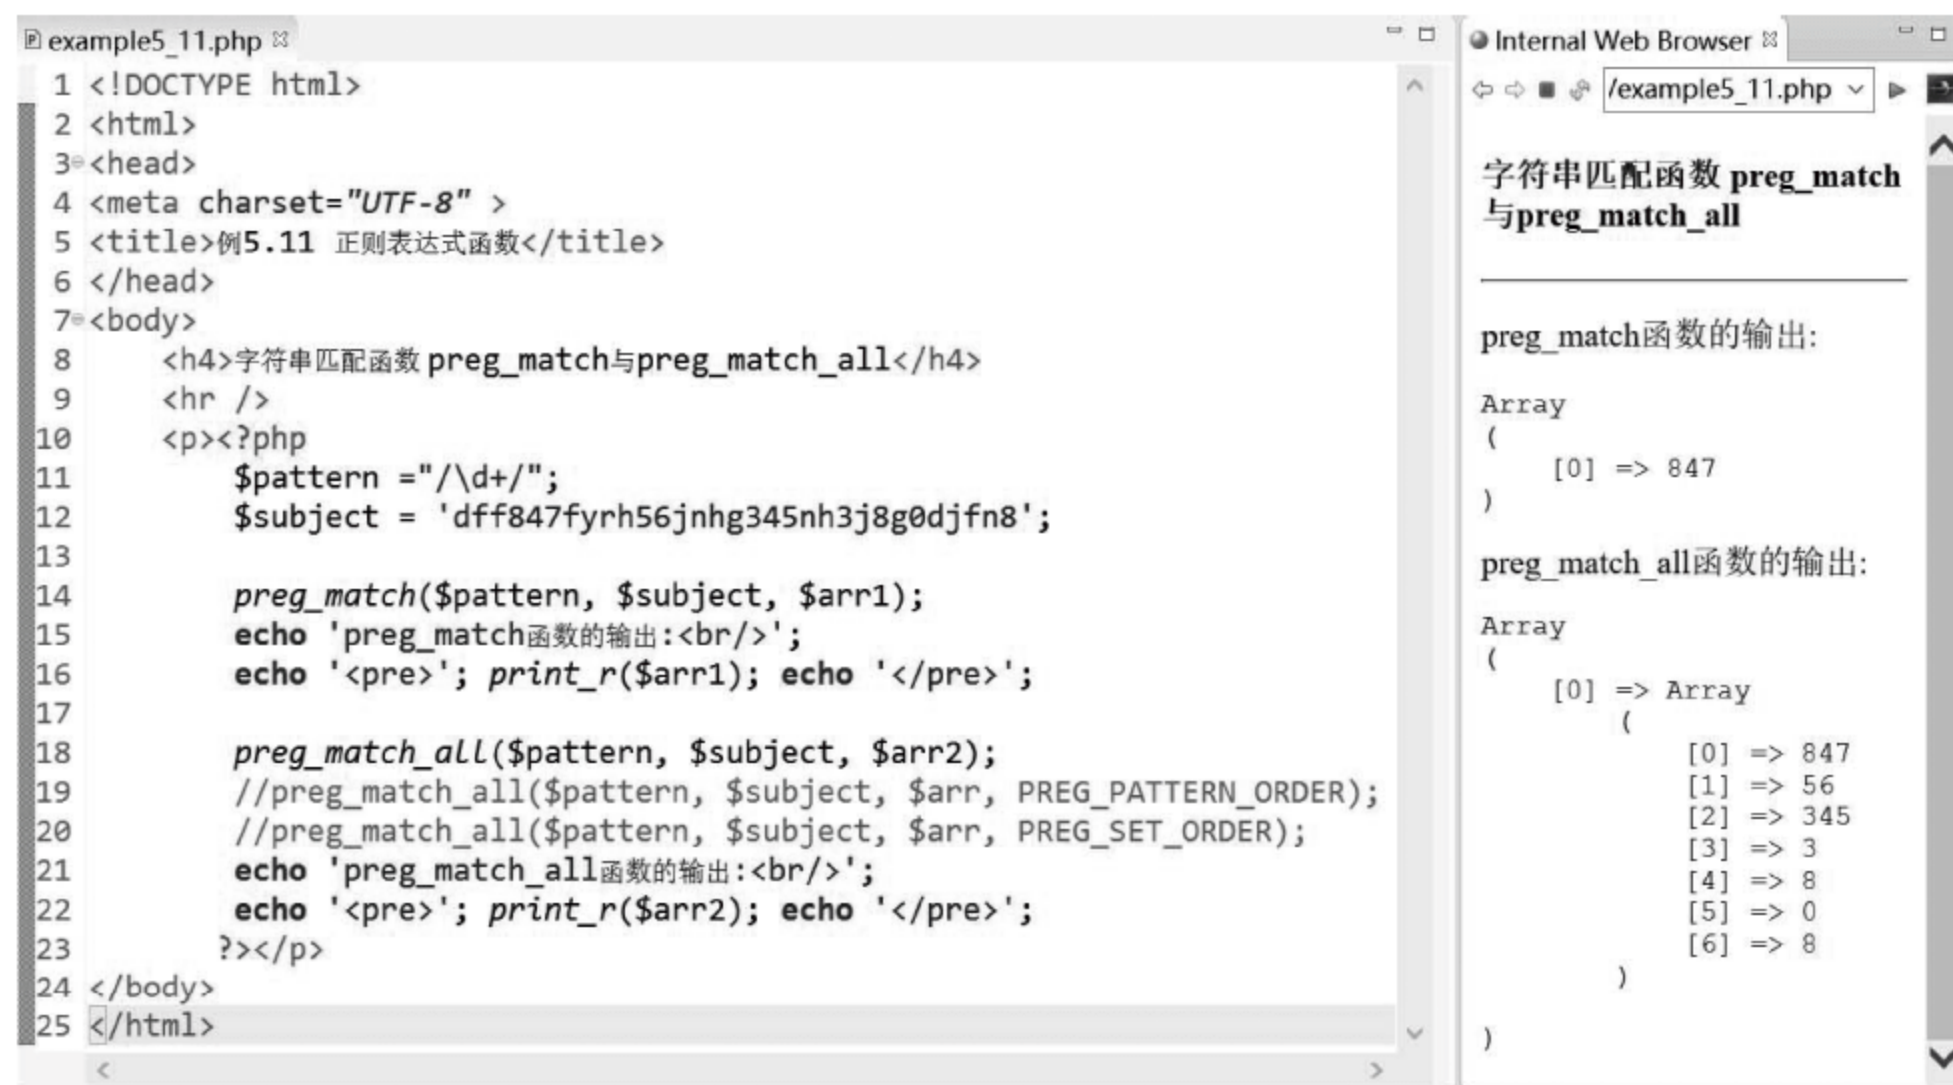 example5_11.php
1 <!DOCTYPE html>
2 <html>
3 <head>
4 <meta charset="UTF-8" >
5 <title>例5.11 正则表达式函数</title>
6 </head>
7 <body>
8 <h4>字符串匹配函数 preg_match与preg_match_all</h4>
9 <hr />
10 <p><?php
11 $pattern ="/\d+/";
12 $subject = 'dff847fyrh56jnhg345nh3j8g0djfn8';
13
14 preg_match($pattern, $subject, $arr1);
15 echo 'preg_match函数的输出:<br/>';
16 echo '<pre>'; print_r($arr1); echo '</pre>';
17
18 preg_match_all($pattern, $subject, $arr2);
19 //preg_match_all($pattern, $subject, $arr, PREG_PATTERN_ORDER);
20 //preg_match_all($pattern, $subject, $arr, PREG_SET_ORDER);
21 echo 'preg_match_all函数的输出:<br/>';
22 echo '<pre>'; print_r($arr2); echo '</pre>';
23 ?></p>
24 </body>
25 </html>
Internal Web Browser
/example5_11.php
字符串匹配函数 preg_match
与preg_match_all
preg_match函数的输出:
Array
(
[0] => 847
)
preg_match_all函数的输出:
Array
(
[0] => Array
(
[0] => 847
[1] => 56
[2] => 345
[3] => 3
[4] => 8
[5] => 0
[6] => 8
)
)